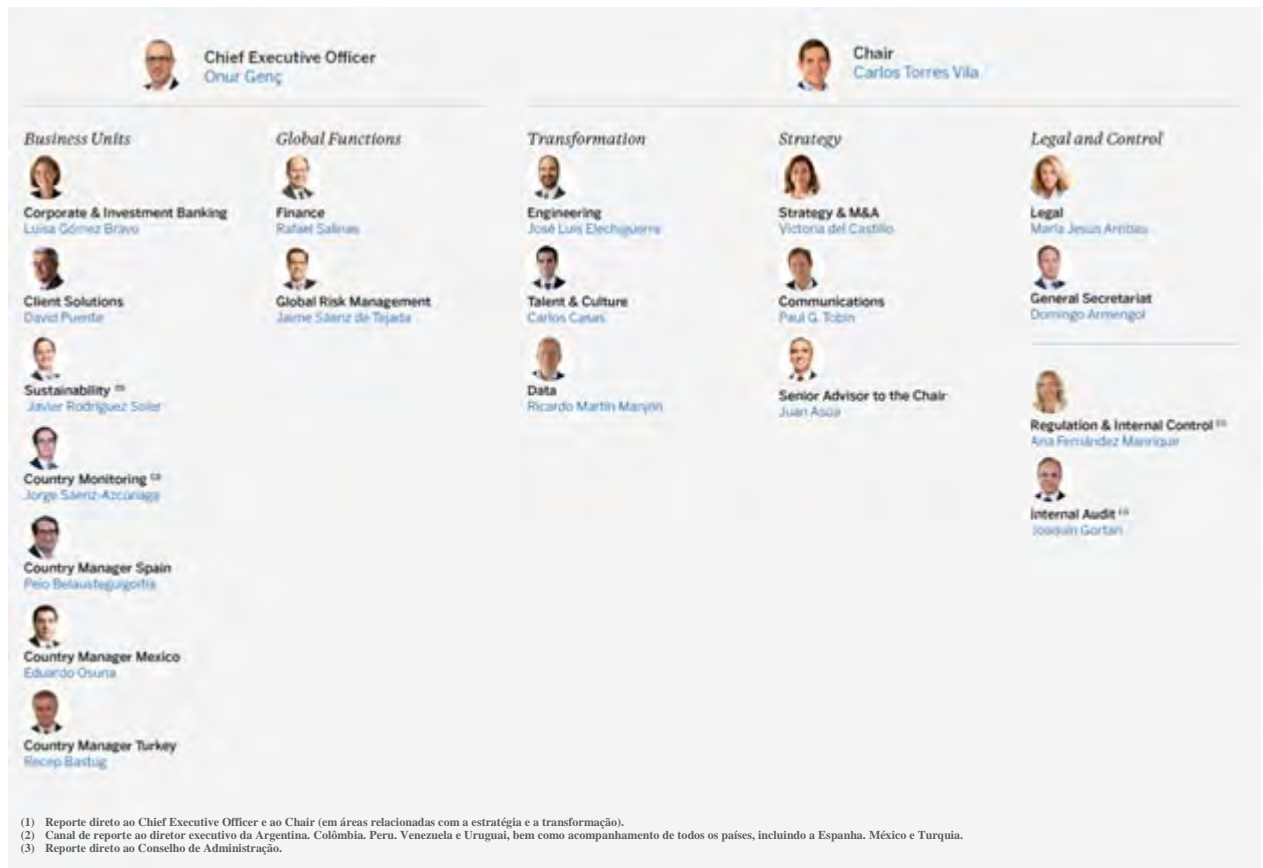 Chief Executive Officer
Onur Genç
Chair
Carlos Torres Vila
Business Units
Corporate & Investment Banking
Luisa Gómez Bravo
Client Solutions
David Puente
Sustainability (1)
Javier Rodríguez Soler
Country Monitoring (2)
Jorge Sáenz-Azcúnaga
Country Manager Spain
Peio Belausteguigoitia
Country Manager Mexico
Eduardo Osuna
Country Manager Turkey
Recep Bastug
Global Functions
Finance
Rafael Salinas
Global Risk Management
Jaime Sáenz de Tejada
Transformation
Engineering
José Luis Elechiguerra
Talent & Culture
Carlos Casas
Data
Ricardo Martín Manjón
Strategy
Strategy & M&A
Victoria del Castillo
Communications
Paul G. Tobin
Senior Advisor to the Chair
Juan Asúa
Legal and Control
Legal
María Jesús Arribas
General Secretariat
Domingo Armengol
Regulation & Internal Control (3)
Ana Fernández Manrique
Internal Audit (3)
Joaquín Gortari
(1) Reporte direto ao Chief Executive Officer e ao Chair (em áreas relacionadas com a estratégia e a transformação).
(2) Canal de reporte ao diretor executivo da Argentina. Colômbia. Peru. Venezuela e Uruguai, bem como acompanhamento de todos os países, incluindo a Espanha. México e Turquia.
(3) Reporte direto ao Conselho de Administração.